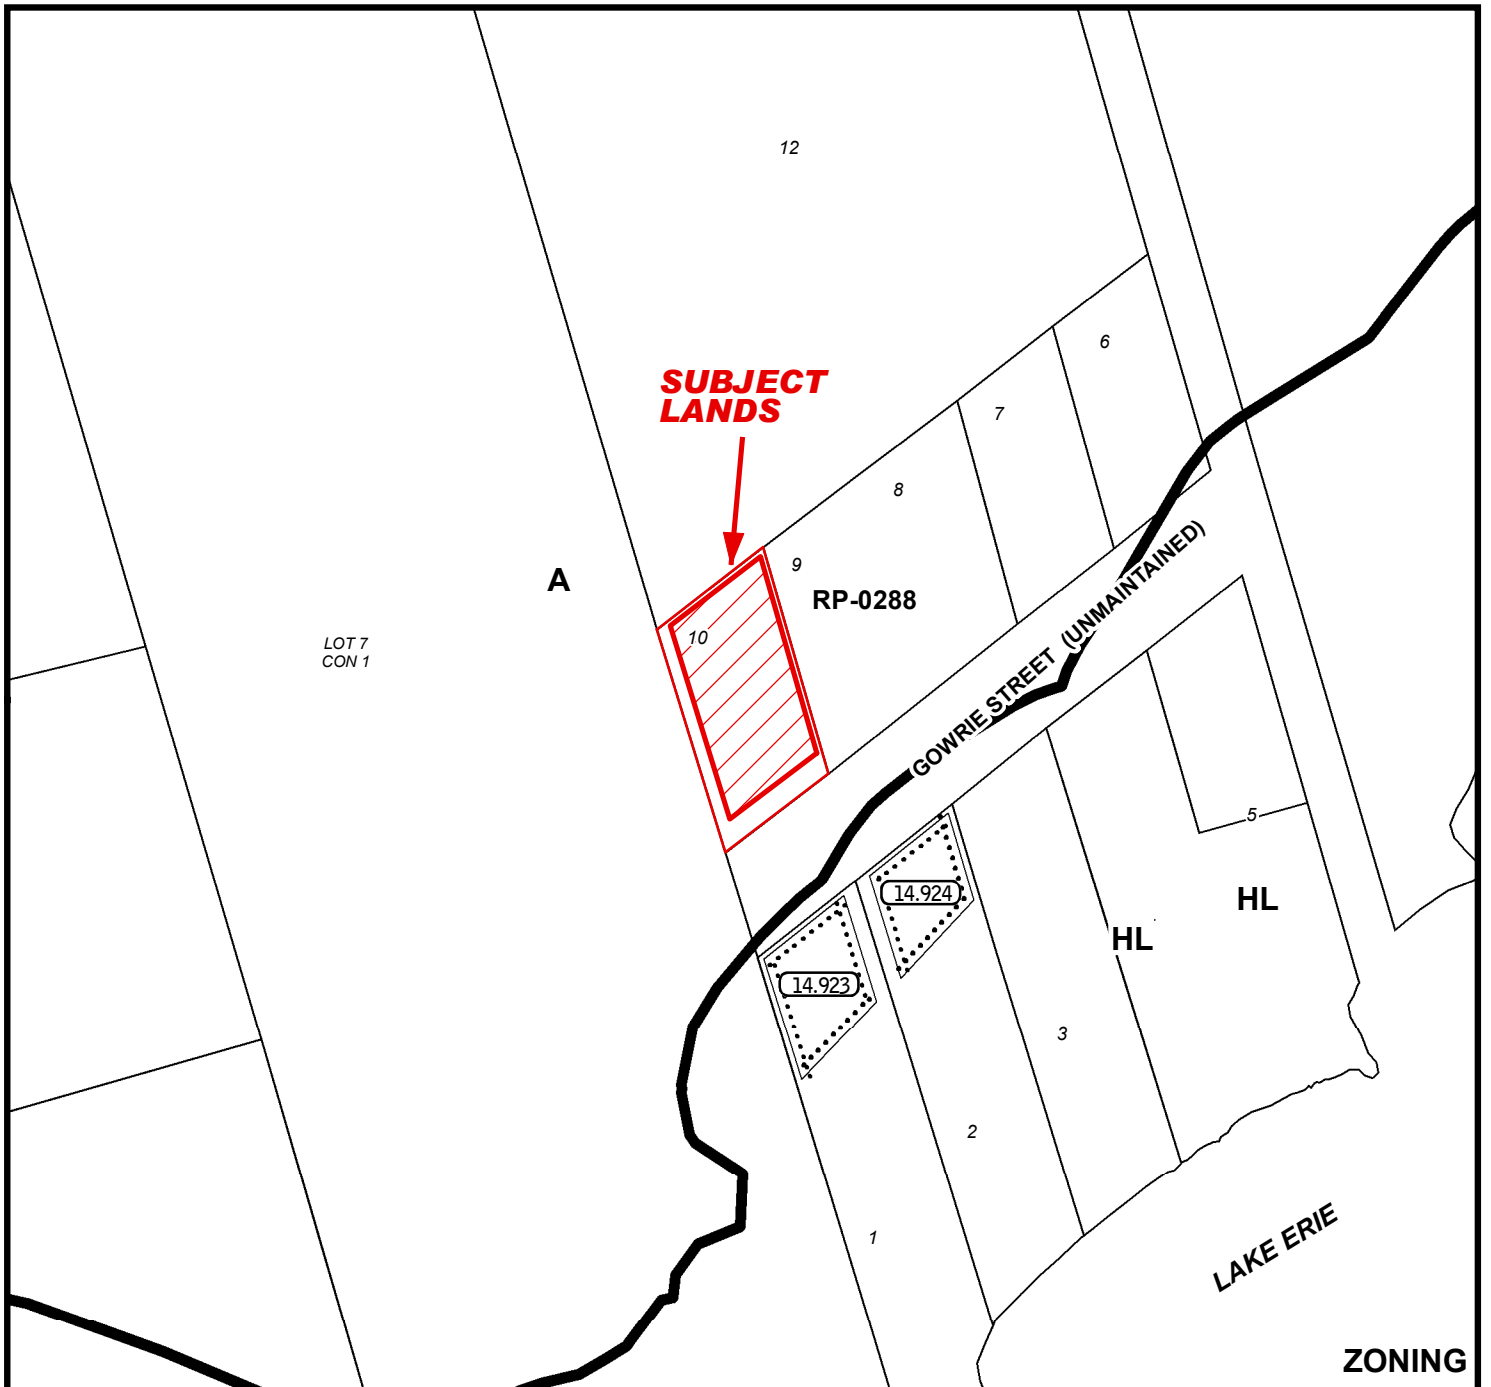 12
6
SUBJECT
LANDS
7
8
9
A
RP-0288
10
LOT 7
CON 1
GOWRIE STREET (UNMAINTAINED)
5
14.924
HL
HL
14.923
3
2
1
LAKE ERIE
ZONING